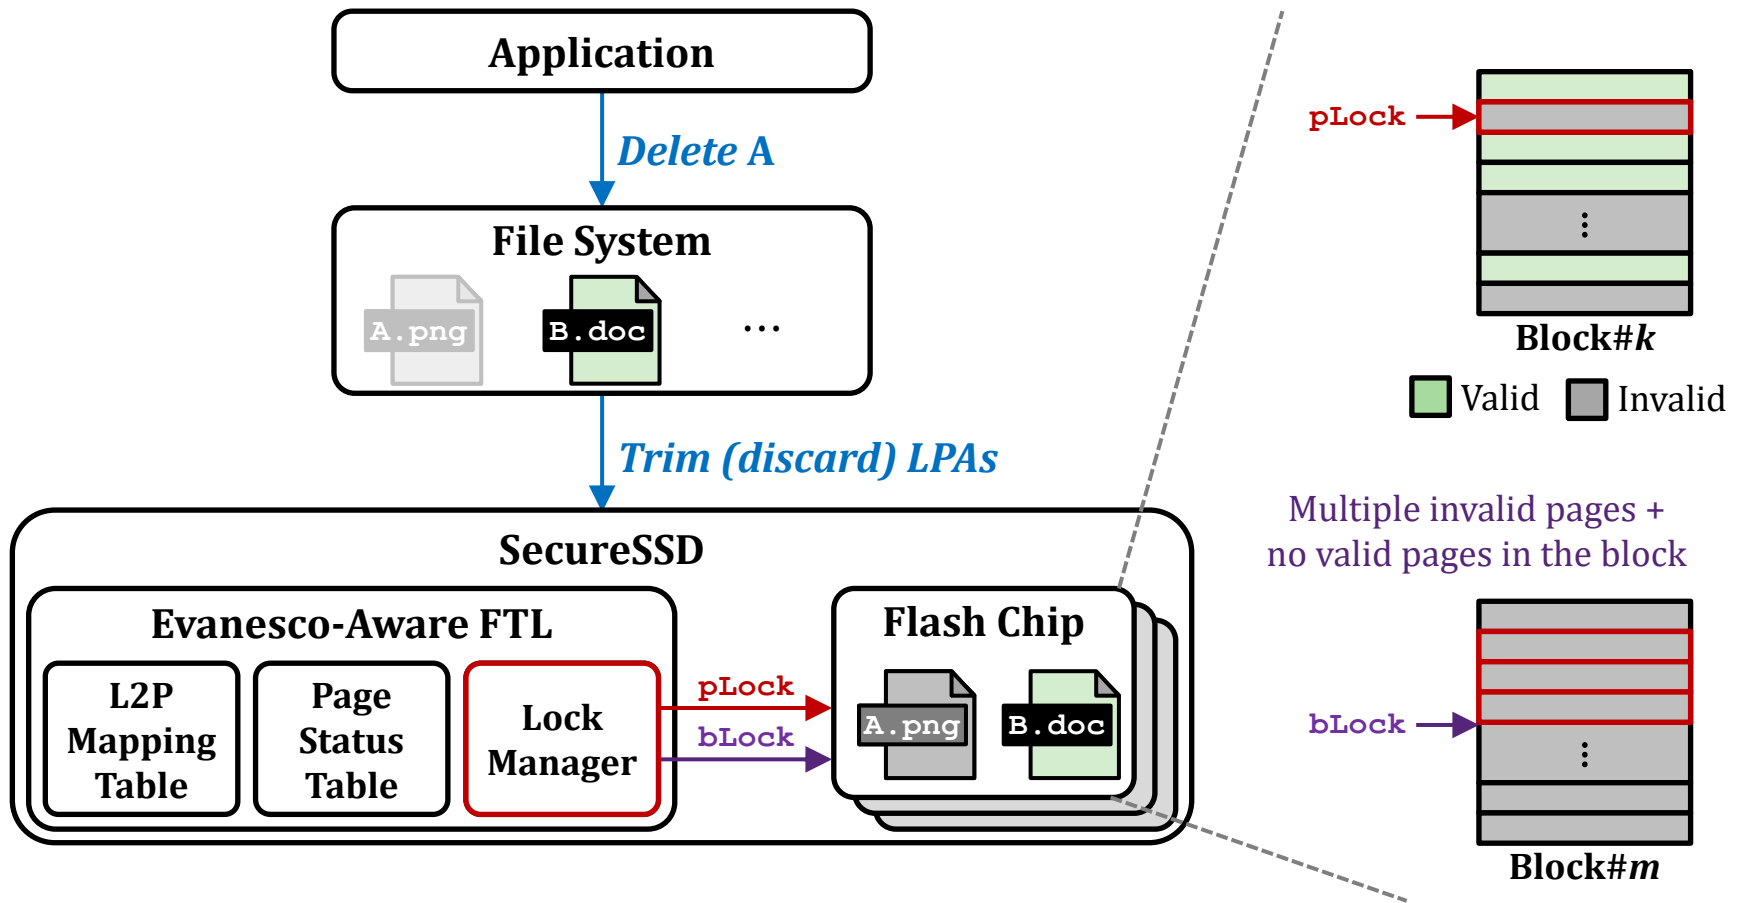 Application
Delete A
File System
A.png
B.doc
...
Trim (discard) LPAs
SecureSSD
Evanesco-Aware FTL
L2P
Mapping
Table
Page
Status
Table
Lock
Manager
pLock
bLock
Flash Chip
A.png
B.doc
pLock
⋮
Block#k
Valid
Invalid
Multiple invalid pages +
no valid pages in the block
bLock
⋮
Block#m